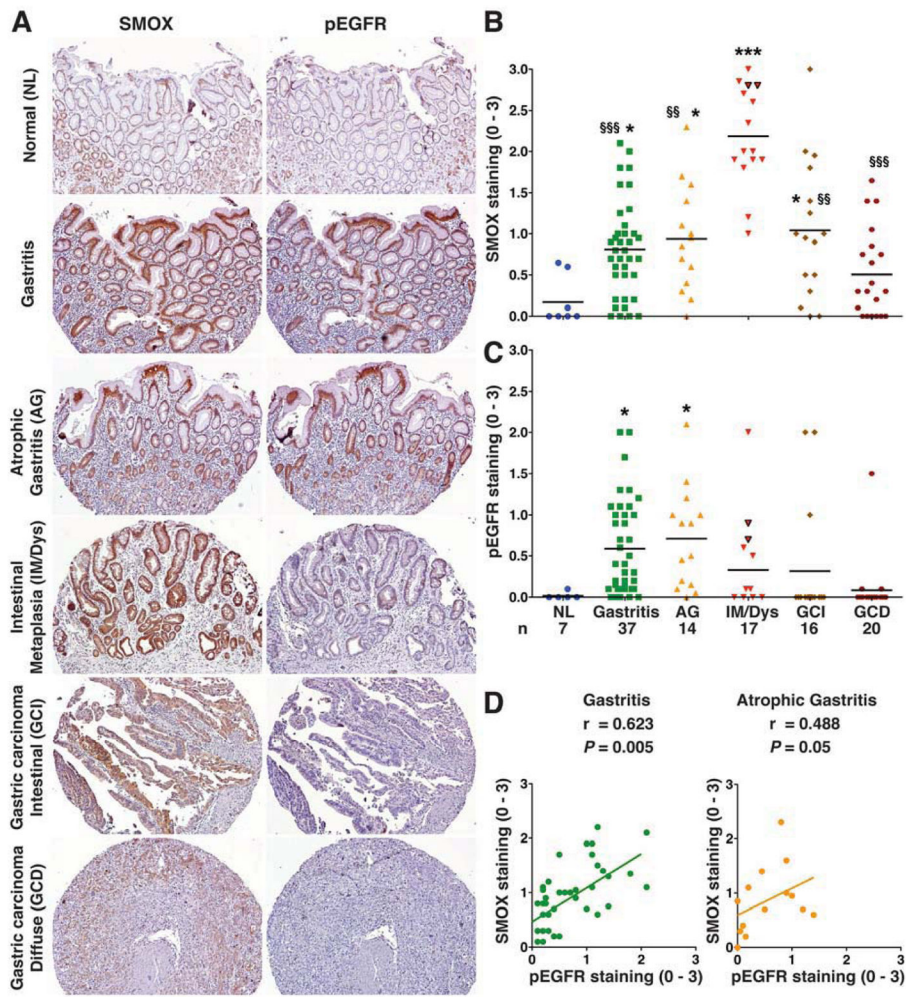 A
SMOX
pEGFR
Normal (NL)
Gastritis
Atrophic
Gastritis (AG)
Intestinal
Metaplasia (IM/Dys)
Gastric carcinoma
Intestinal (GCI)
Gastric carcinoma
Diffuse (GCD)
B
SMOX staining (0 - 3)
3.0
2.5
2.0
1.5
1.0
0.5
0.0
§§§ *
§§ *
***
* §§
§§§
C
pEGFR staining (0 - 3)
3.0
2.5
2.0
1.5
1.0
0.5
0.0
*
*
NL Gastritis AG IM/Dys GCI GCD
n 7 37 14 17 16 20
D
Gastritis
r = 0.623
P = 0.005
SMOX staining (0 - 3)
3
2
1
0
0 1 2 3
pEGFR staining (0 - 3)
Atrophic Gastritis
r = 0.488
P = 0.05
SMOX staining (0 - 3)
3
2
1
0
0 1 2 3
pEGFR staining (0 - 3)